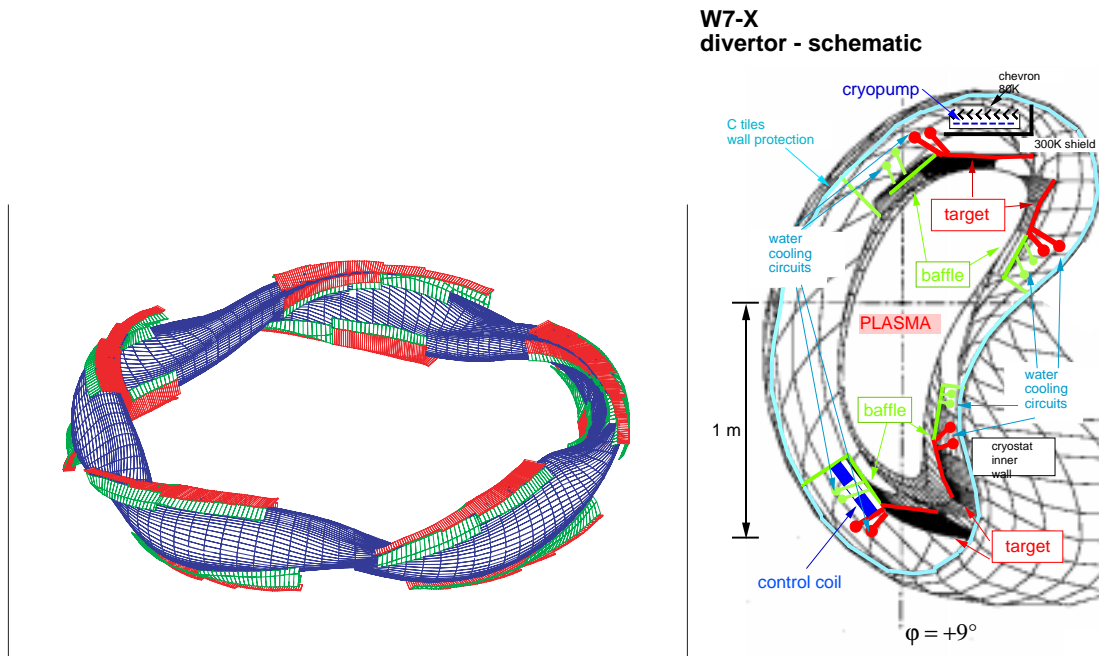 W7-X
divertor - schematic
chevron
80K
cryopump
C tiles
wall protection
300K shield
target
water
cooling
circuits
baffle
PLASMA
water
cooling
circuits
baffle
1 m
cryostat
inner
wall
target
control coil
φ = +9°